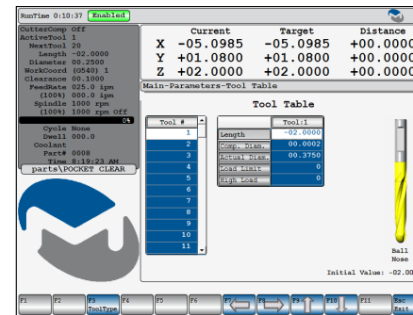 RunTime 0:10:37 Enabled
CutterComp Off
ActiveTool 1
NextTool 20
Length -02.0000
Diameter 00.2500
WorkCoord (G540) 1
Clearance 00.1000
FeedRate 025.0 ipm
(100%) 000.0 ipm
Spindle 1000 rpm
(100%) 1000 rpm Off
0%
Cycle None
Dwell 000.0
Coolant
Part# 0008
Time 8:19:23 AM
parts\POCKET CLEAR
Current Target Distance
X -05.0985 -05.0985 +00.0000
Y +01.0800 +01.0800 +00.0000
Z +02.0000 +02.0000 +00.0000
Main-Parameters-Tool Table
Tool Table
Tool # Tool:1
1 Length -02.0000
2 Comp. Diam. 00.0002
3 Actual Diam. 00.3750
4 Load Limit 0
5 High Load 0
6
7
8
9
10
11
Ball
Nose
Initial Value: -02.00
F1 F2 F3 F4 F5 F6 F7 F8 F9 F10 F11 Esc
ToolType Exit